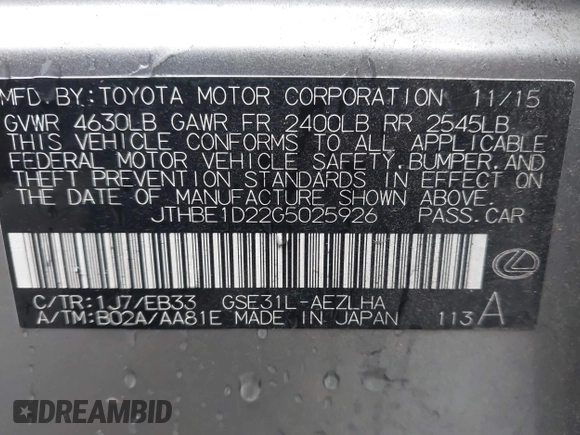 MFD. BY: TOYOTA MOTOR CORPORATION 11/15
GVWR 4630LB GAWR FR 2400LB RR 2545LB
THIS VEHICLE CONFORMS TO ALL APPLICABLE
FEDERAL MOTOR VEHICLE SAFETY, BUMPER, AND
THEFT PREVENTION STANDARDS IN EFFECT ON
THE DATE OF MANUFACTURE SHOWN ABOVE.
JTHBE1D22G5025926 PASS. CAR
C/TR: 1J7/EB33 GSE31L-AEZLHA
A/TM: B02A/AA81E MADE IN JAPAN 113 A
DREAMBID